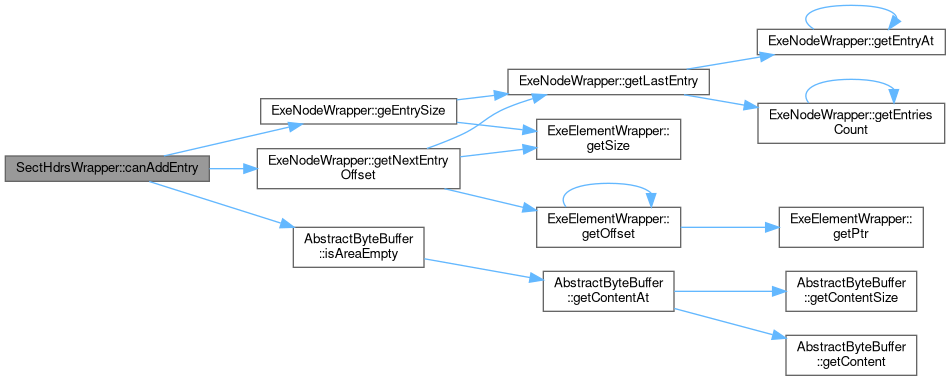 SectHdrsWrapper::canAddEntry
ExeNodeWrapper::geEntrySize
ExeNodeWrapper::getNextEntry
Offset
AbstractByteBuffer
::isAreaEmpty
ExeNodeWrapper::getLastEntry
ExeElementWrapper::
getSize
ExeElementWrapper::
getOffset
AbstractByteBuffer
::getContentAt
ExeNodeWrapper::getEntryAt
ExeNodeWrapper::getEntries
Count
ExeElementWrapper::
getPtr
AbstractByteBuffer
::getContentSize
AbstractByteBuffer
::getContent